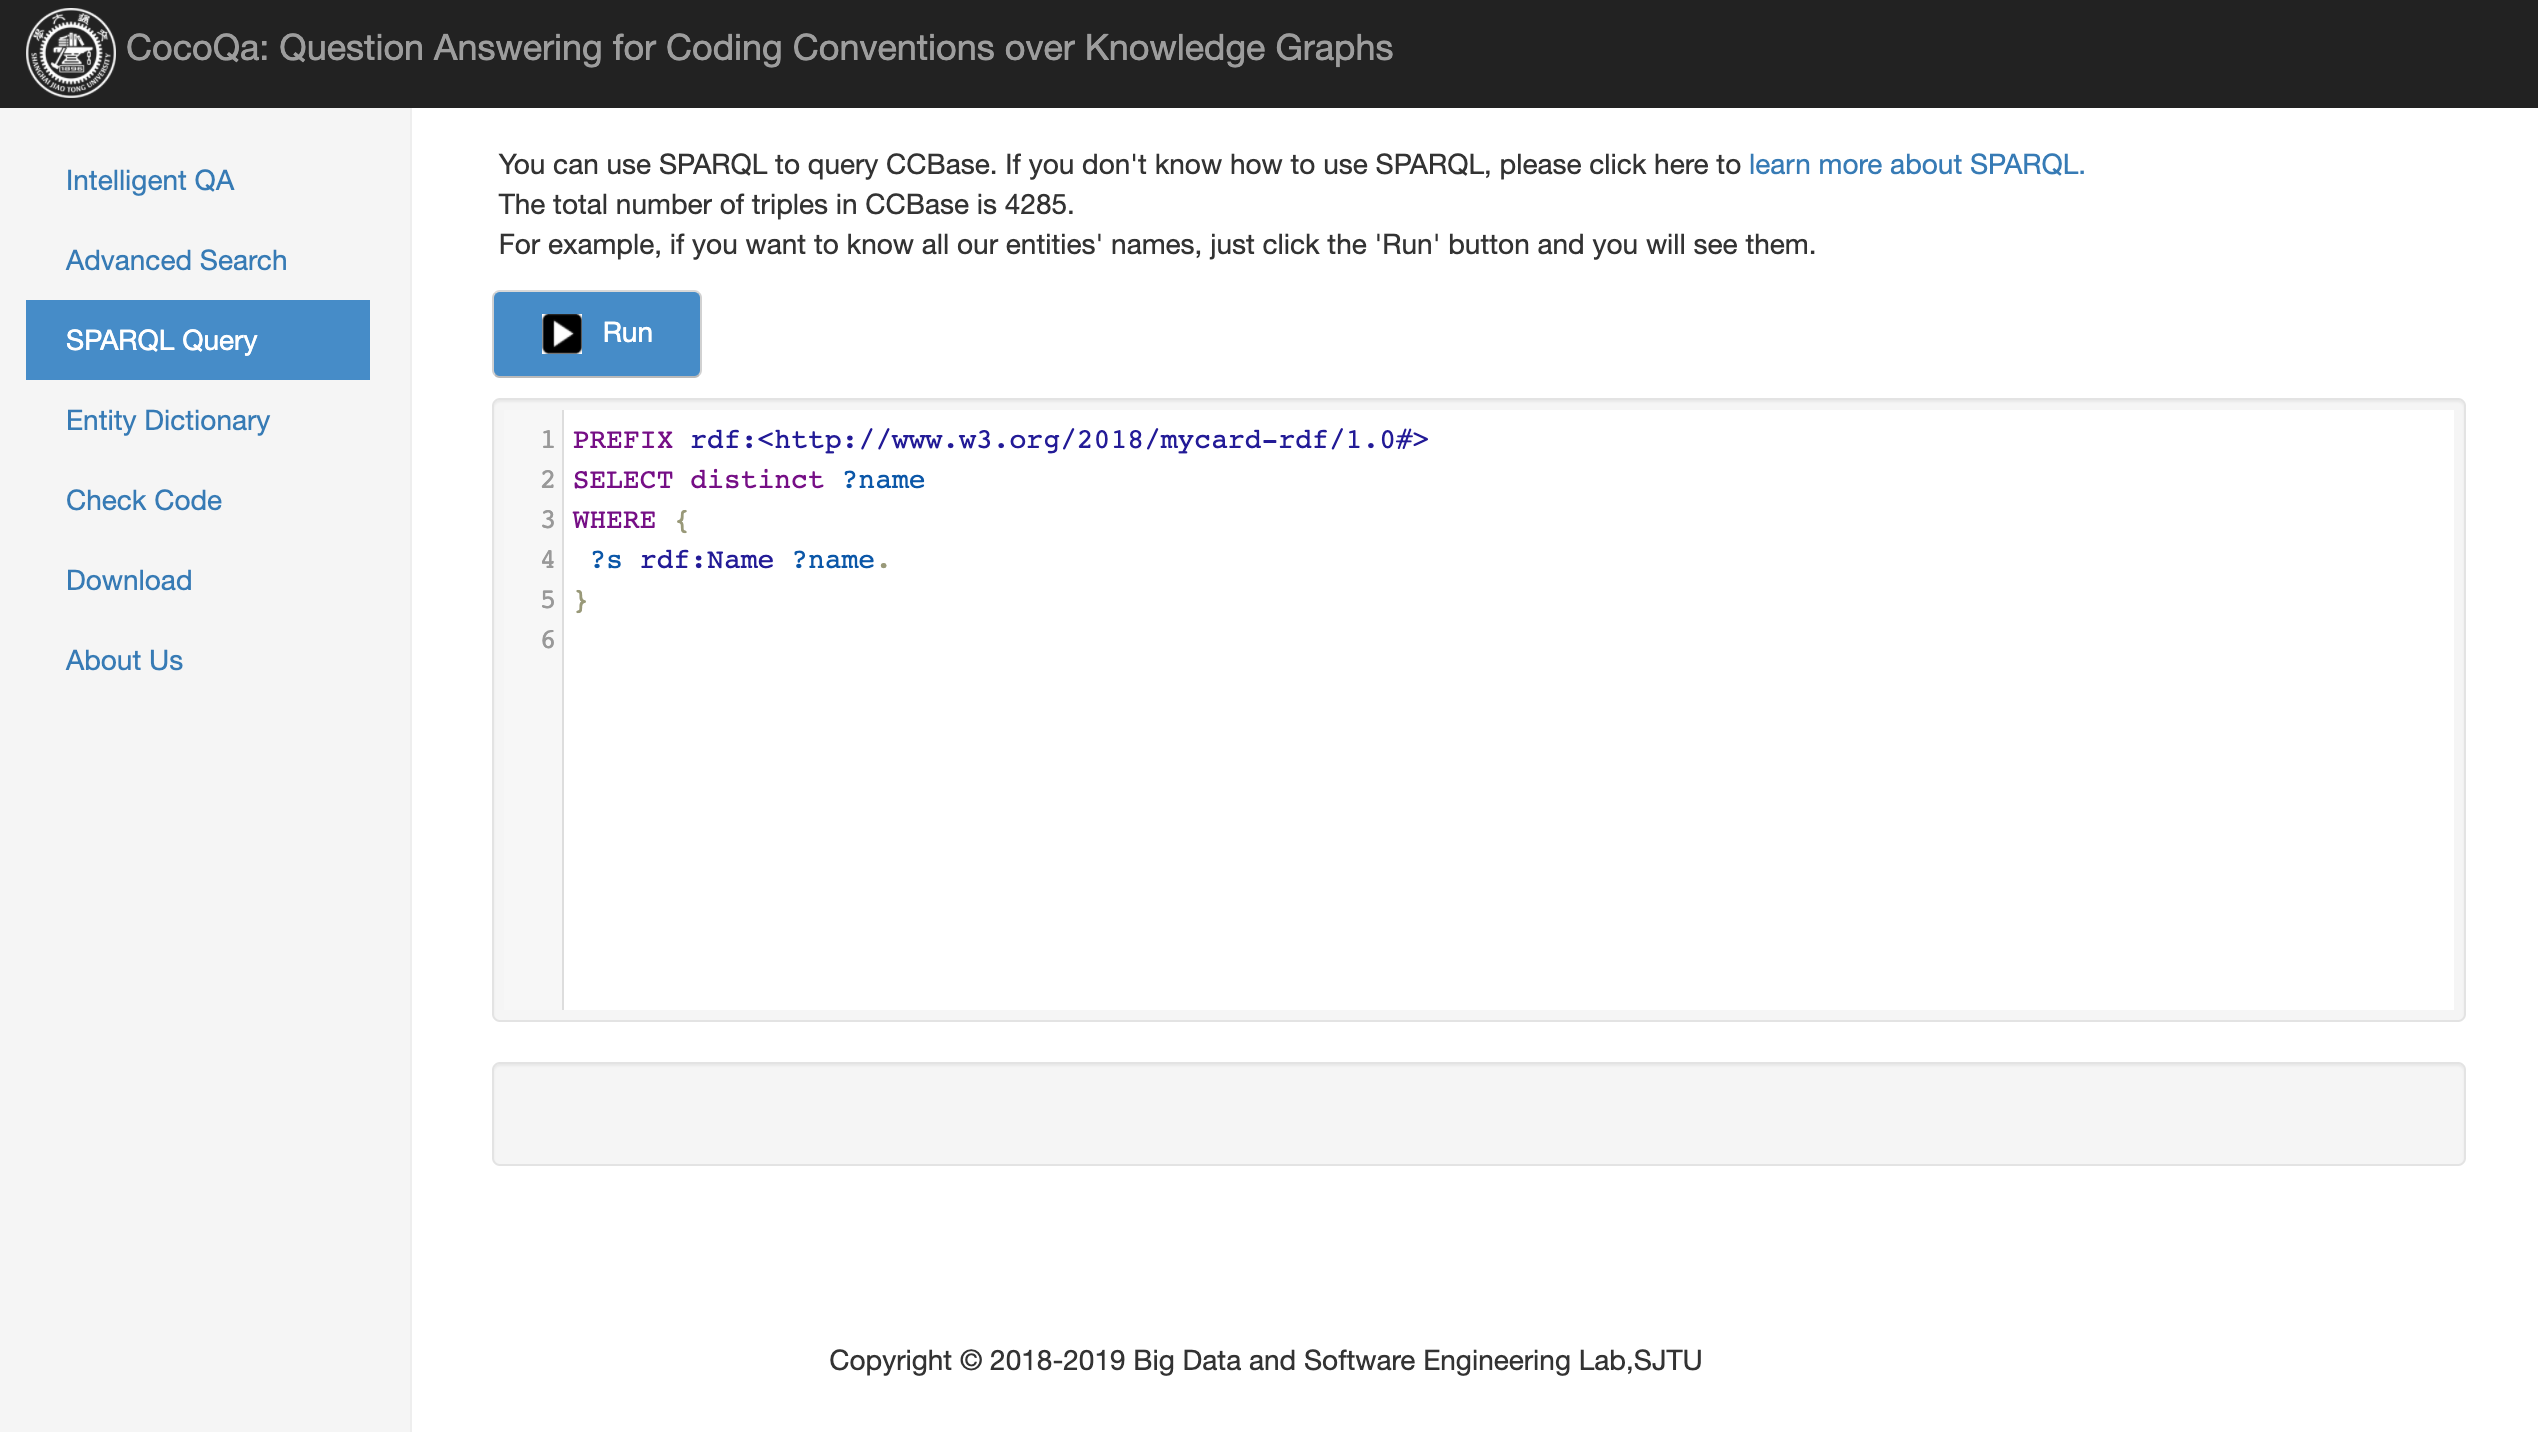 CocoQa: Question Answering for Coding Conventions over Knowledge Graphs
SHANGHAI JIAO TONG UNIVERSITY
1896
Intelligent QA
Advanced Search
SPARQL Query
Entity Dictionary
Check Code
Download
About Us
You can use SPARQL to query CCBase. If you don't know how to use SPARQL, please click here to learn more about SPARQL.
The total number of triples in CCBase is 4285.
For example, if you want to know all our entities' names, just click the 'Run' button and you will see them.
Run
1 PREFIX rdf:<http://www.w3.org/2018/mycard-rdf/1.0#>
2 SELECT distinct ?name
3 WHERE {
4  ?s rdf:Name ?name.
5 }
6
Copyright © 2018-2019 Big Data and Software Engineering Lab,SJTU